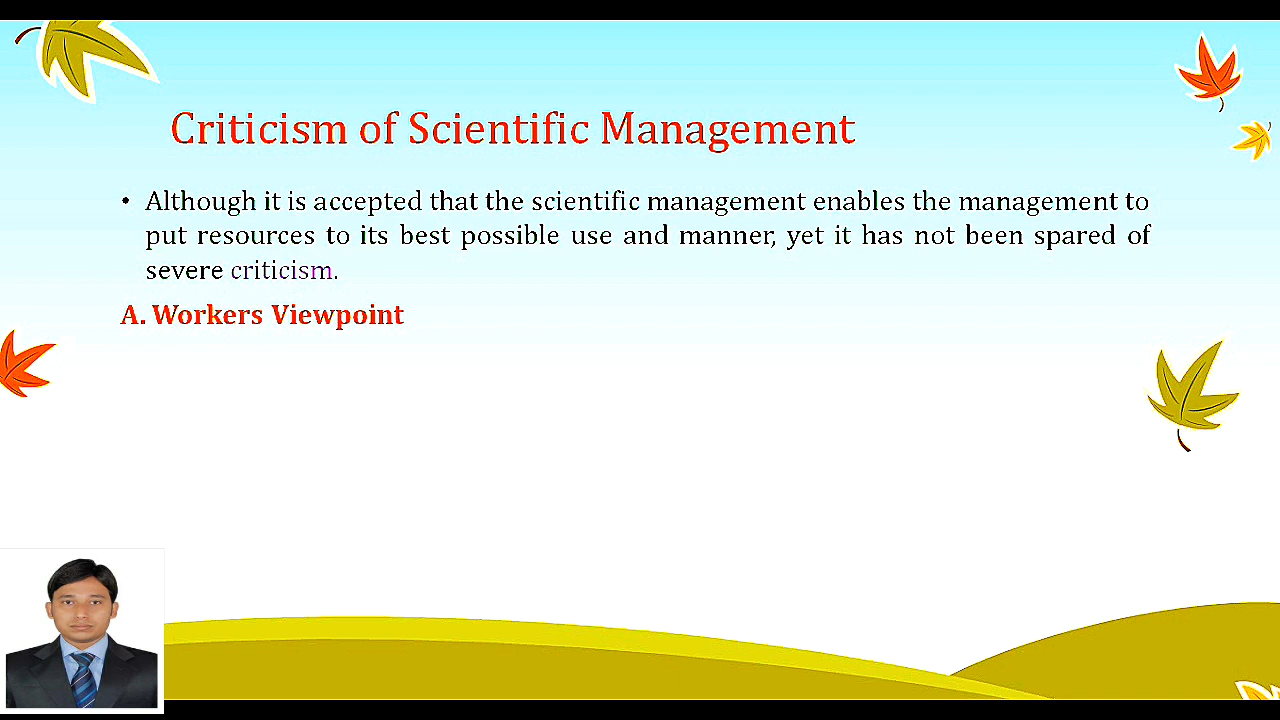 Criticism of Scientific Management
• Although it is accepted that the scientific management enables the management to
put resources to its best possible use and manner, yet it has not been spared of
severe criticism.
A. Workers Viewpoint